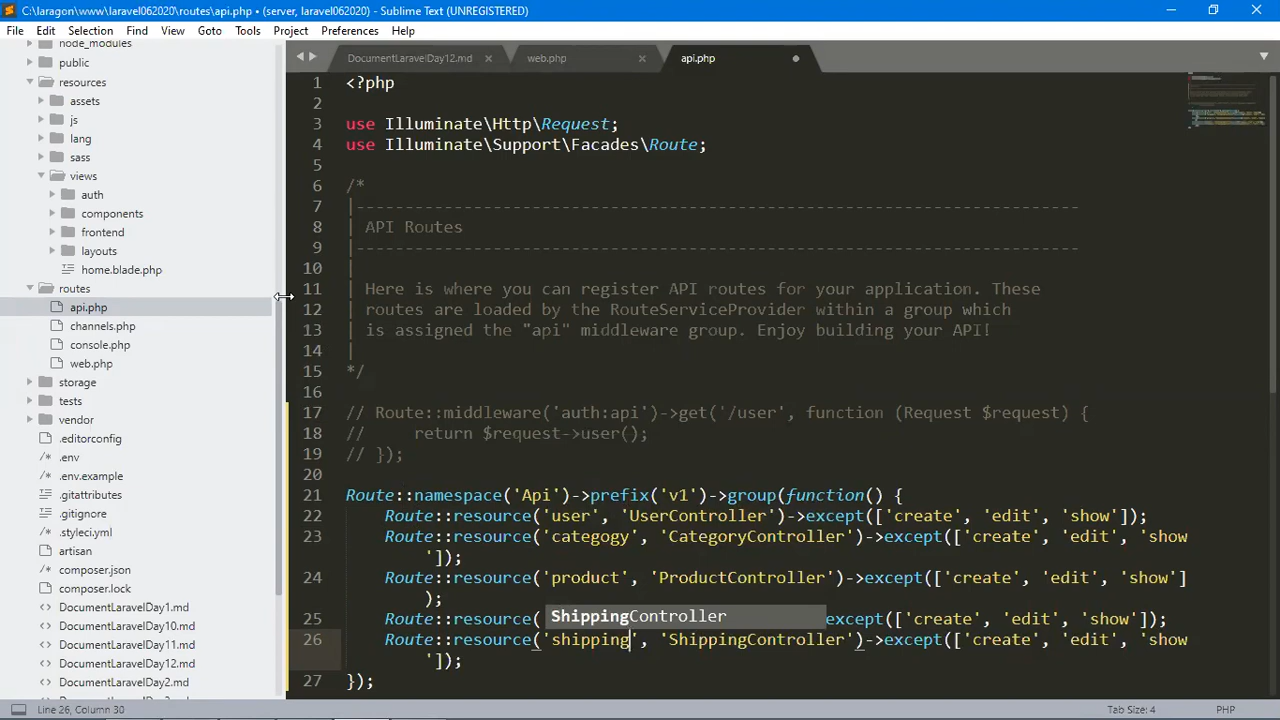 C:\laragon\www\laravel062020\routes\api.php • (server, laravel062020) - Sublime Text (UNREGISTERED)
File Edit Selection Find View Goto Tools Project Preferences Help
node_modules
public
resources
assets
js
lang
sass
views
auth
components
frontend
layouts
home.blade.php
routes
api.php
channels.php
console.php
web.php
storage
tests
vendor
.editorconfig
.env
.env.example
.gitattributes
.gitignore
.styleci.yml
artisan
composer.json
composer.lock
DocumentLaravelDay1.md
DocumentLaravelDay10.md
DocumentLaravelDay11.md
DocumentLaravelDay12.md
DocumentLaravelDay2.md
DocumentLaravelDay12.md web.php api.php
1 <?php
2
3 use Illuminate\Http\Request;
4 use Illuminate\Support\Facades\Route;
5
6 /*
7 |--------------------------------------------------------------------------
8 | API Routes
9 |--------------------------------------------------------------------------
10 |
11 | Here is where you can register API routes for your application. These
12 | routes are loaded by the RouteServiceProvider within a group which
13 | is assigned the "api" middleware group. Enjoy building your API!
14 |
15 */
16
17 // Route::middleware('auth:api')->get('/user', function (Request $request) {
18 //     return $request->user();
19 // });
20
21 Route::namespace('Api')->prefix('v1')->group(function() {
22 Route::resource('user', 'UserController')->except(['create', 'edit', 'show']);
23 Route::resource('categogy', 'CategoryController')->except(['create', 'edit', 'show
']);
24 Route::resource('product', 'ProductController')->except(['create', 'edit', 'show']
);
ShippingController
25 Route::resource( except(['create', 'edit', 'show']);
26 Route::resource('shipping', 'ShippingController')->except(['create', 'edit', 'show
']);
27 });
Line 26, Column 30 Tab Size: 4 PHP